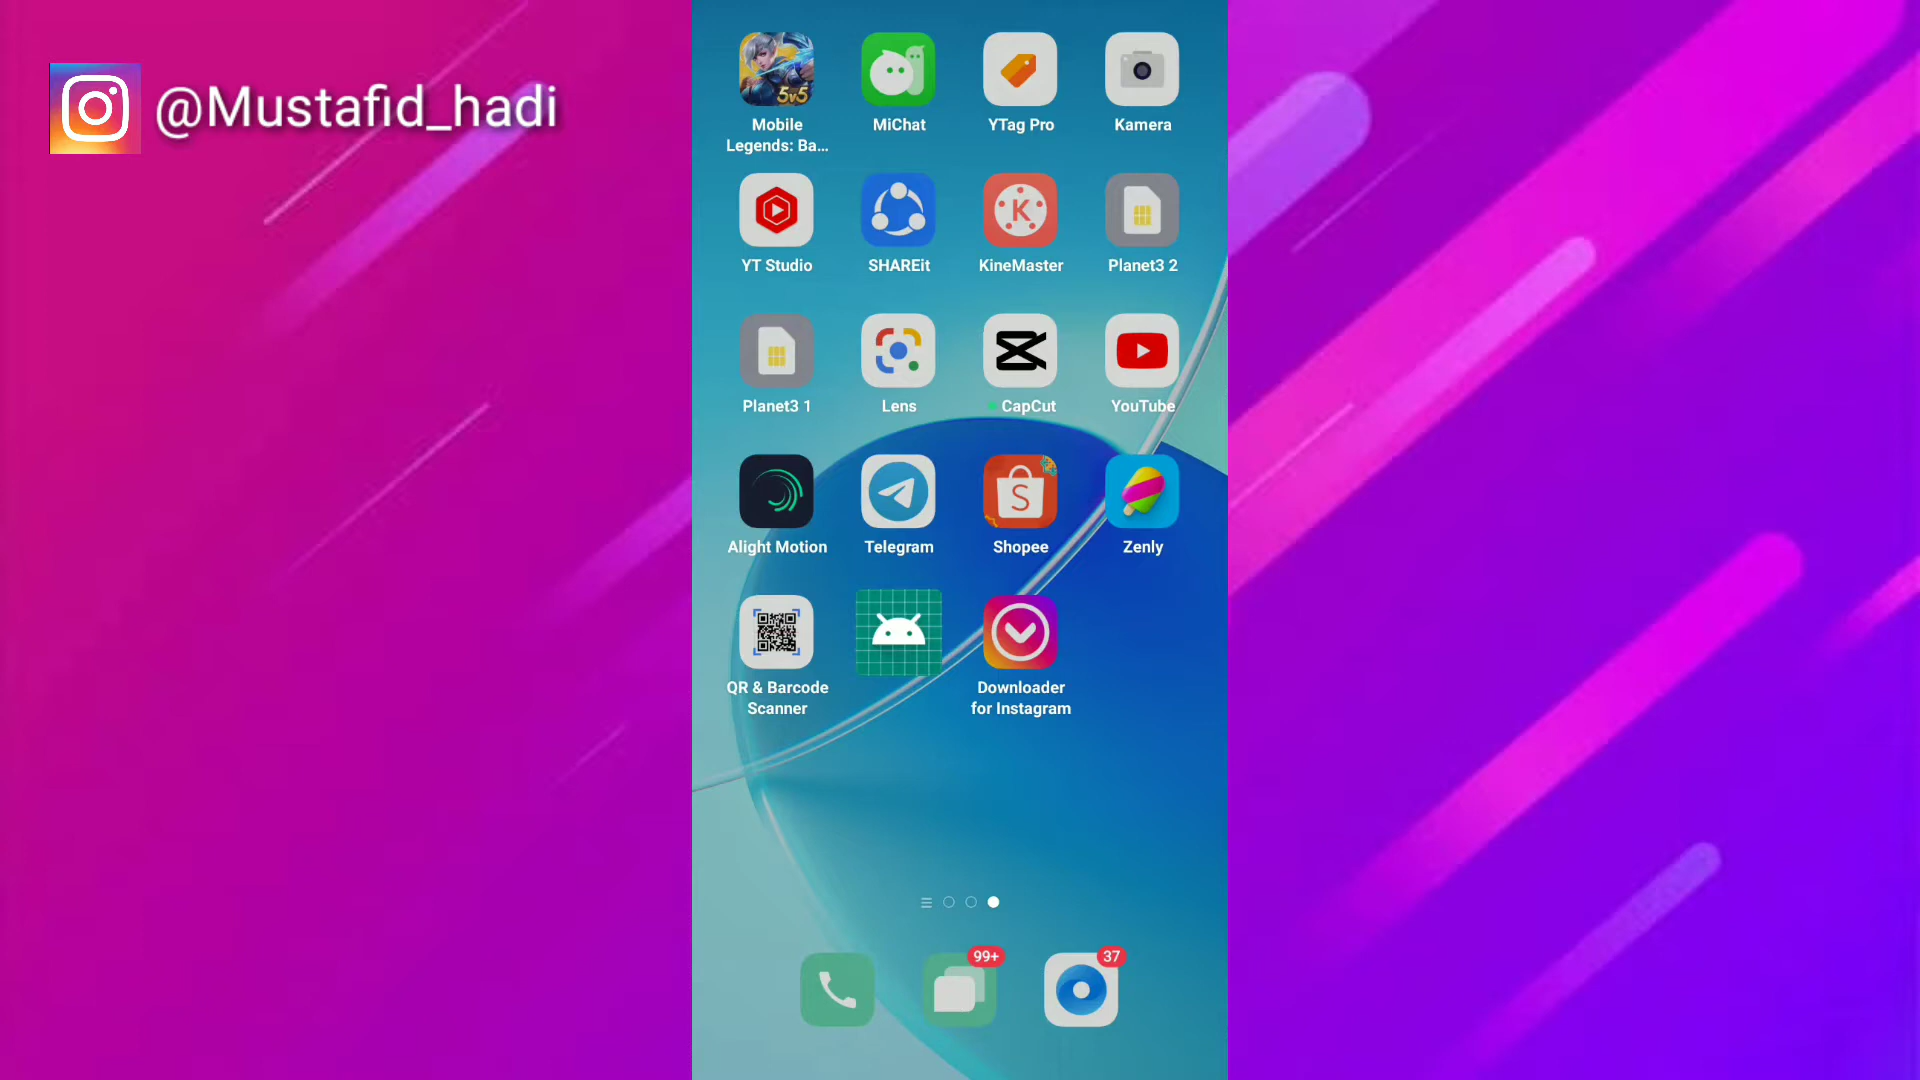 @Mustafid_hadi
5v5
Mobile
Legends: Ba...
MiChat
YTag Pro
Kamera
YT Studio
SHAREit
K
KineMaster
Planet3 2
Planet3 1
Lens
CapCut
YouTube
Alight Motion
Telegram
S
Shopee
Zenly
QR & Barcode
Scanner
Downloader
for Instagram
99+
37